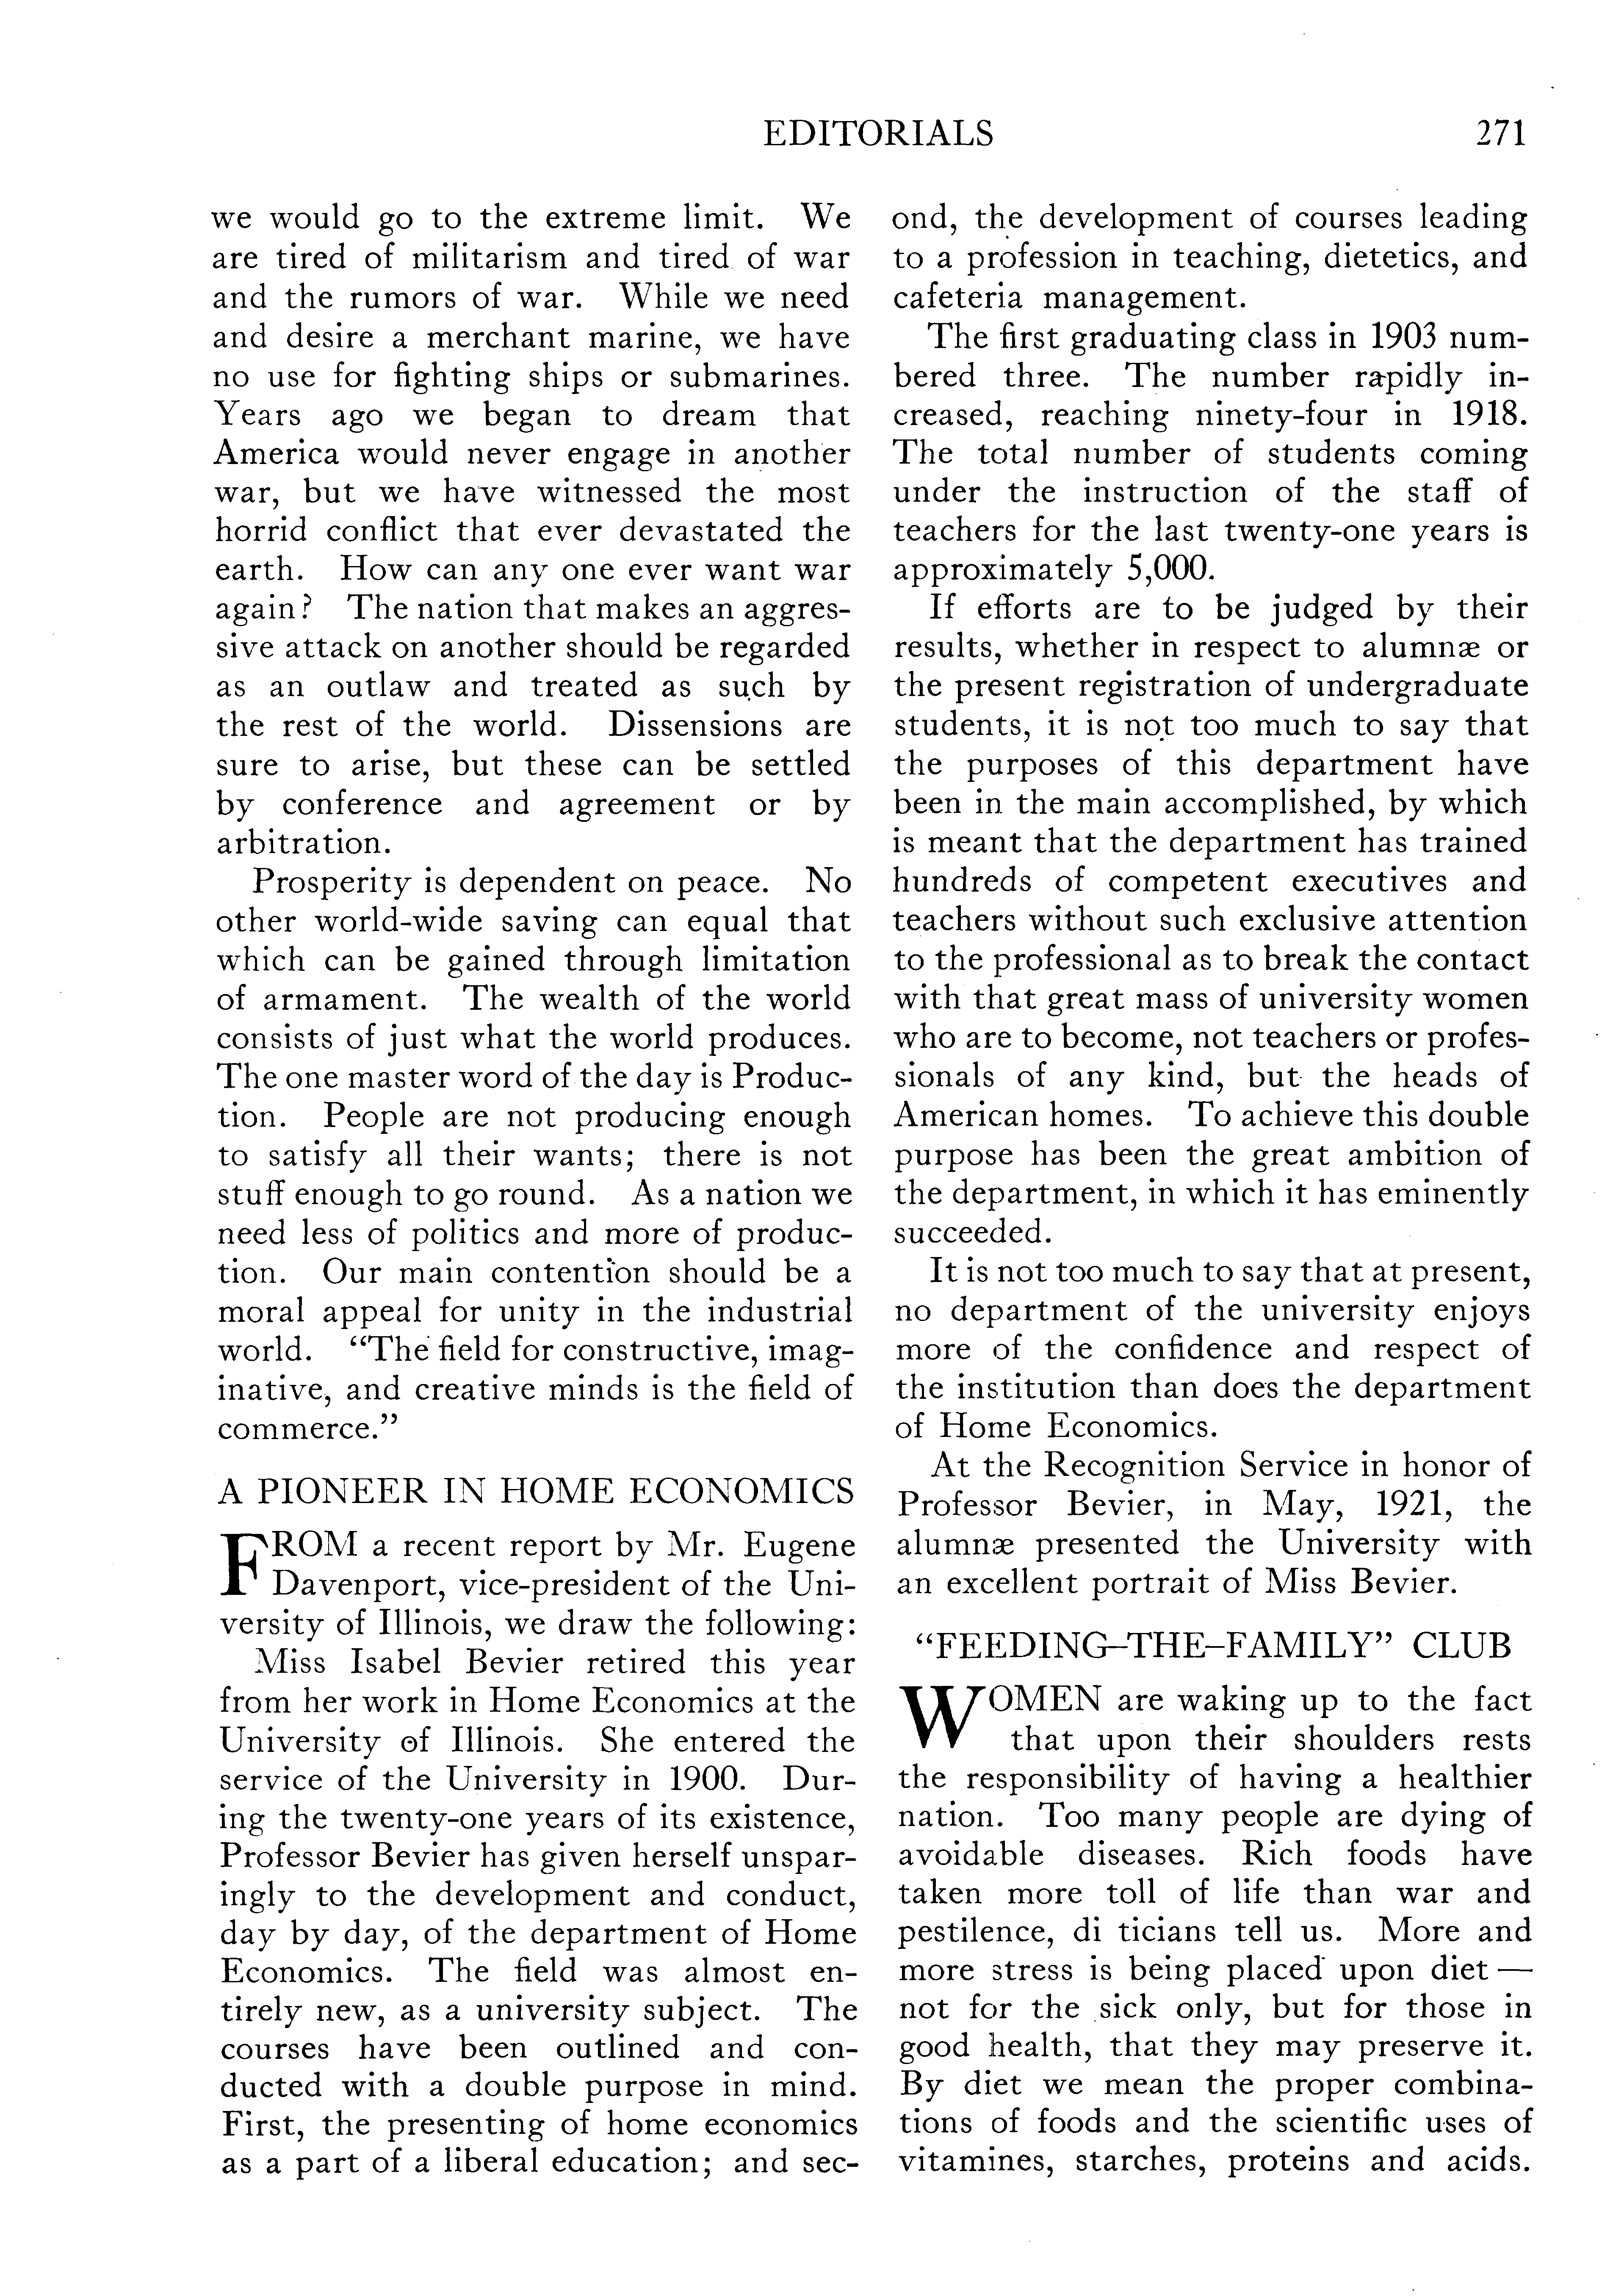 EDITORIALS 271
we would go to the extreme limit. We
are tired of militarism and tired of war
and the rumors of war. While we need
and desire a merchant marine, we have
no use for fighting ships or submarines.
Years ago we began to dream that
America would never engage in another
war, but we have witnessed the most
horrid conflict that ever devastated the
earth. How can any one ever want war
again? The nation that makes an aggres-
sive attack on another should be regarded
as an outlaw and treated as such by
the rest of the world. Dissensions are
sure to arise, but these can be settled
by conference and agreement or by
arbitration.
Prosperity is dependent on peace. No
other world-wide saving can equal that
which can be gained through limitation
of armament. The wealth of the world
consists of just what the world produces.
The one master word of the day is Produc-
tion. People are not producing enough
to satisfy all their wants; there is not
stuff enough to go round. As a nation we
need less of politics and more of produc-
tion. Our main contention should be a
moral appeal for unity in the industrial
world. “The field for constructive, imag-
inative, and creative minds is the field of
commerce.”
A PIONEER IN HOME ECONOMICS
FROM a recent report by Mr. Eugene
Davenport, vice-president of the Uni-
versity of Illinois, we draw the following:
Miss Isabel Bevier retired this year
from her work in Home Economics at the
University of Illinois. She entered the
service of the University in 1900. Dur-
ing the twenty-one years of its existence,
Professor Bevier has given herself unspar-
ingly to the development and conduct,
day by day, of the department of Home
Economics. The field was almost en-
tirely new, as a university subject. The
courses have been outlined and con-
ducted with a double purpose in mind.
First, the presenting of home economics
as a part of a liberal education; and sec-
ond, the development of courses leading
to a profession in teaching, dietetics, and
cafeteria management.
The first graduating class in 1903 num-
bered three. The number rapidly in-
creased, reaching ninety-four in 1918.
The total number of students coming
under the instruction of the staff of
teachers for the last twenty-one years is
approximately 5,000.
If efforts are to be judged by their
results, whether in respect to alumnæ or
the present registration of undergraduate
students, it is not too much to say that
the purposes of this department have
been in the main accomplished, by which
is meant that the department has trained
hundreds of competent executives and
teachers without such exclusive attention
to the professional as to break the contact
with that great mass of university women
who are to become, not teachers or profes-
sionals of any kind, but the heads of
American homes. To achieve this double
purpose has been the great ambition of
the department, in which it has eminently
succeeded.
It is not too much to say that at present,
no department of the university enjoys
more of the confidence and respect of
the institution than does the department
of Home Economics.
At the Recognition Service in honor of
Professor Bevier, in May, 1921, the
alumnæ presented the University with
an excellent portrait of Miss Bevier.
“FEEDING–THE–FAMILY” CLUB
WOMEN are waking up to the fact
that upon their shoulders rests
the responsibility of having a healthier
nation. Too many people are dying of
avoidable diseases. Rich foods have
taken more toll of life than war and
pestilence, di ticians tell us. More and
more stress is being placed upon diet —
not for the sick only, but for those in
good health, that they may preserve it.
By diet we mean the proper combina-
tions of foods and the scientific uses of
vitamines, starches, proteins and acids.